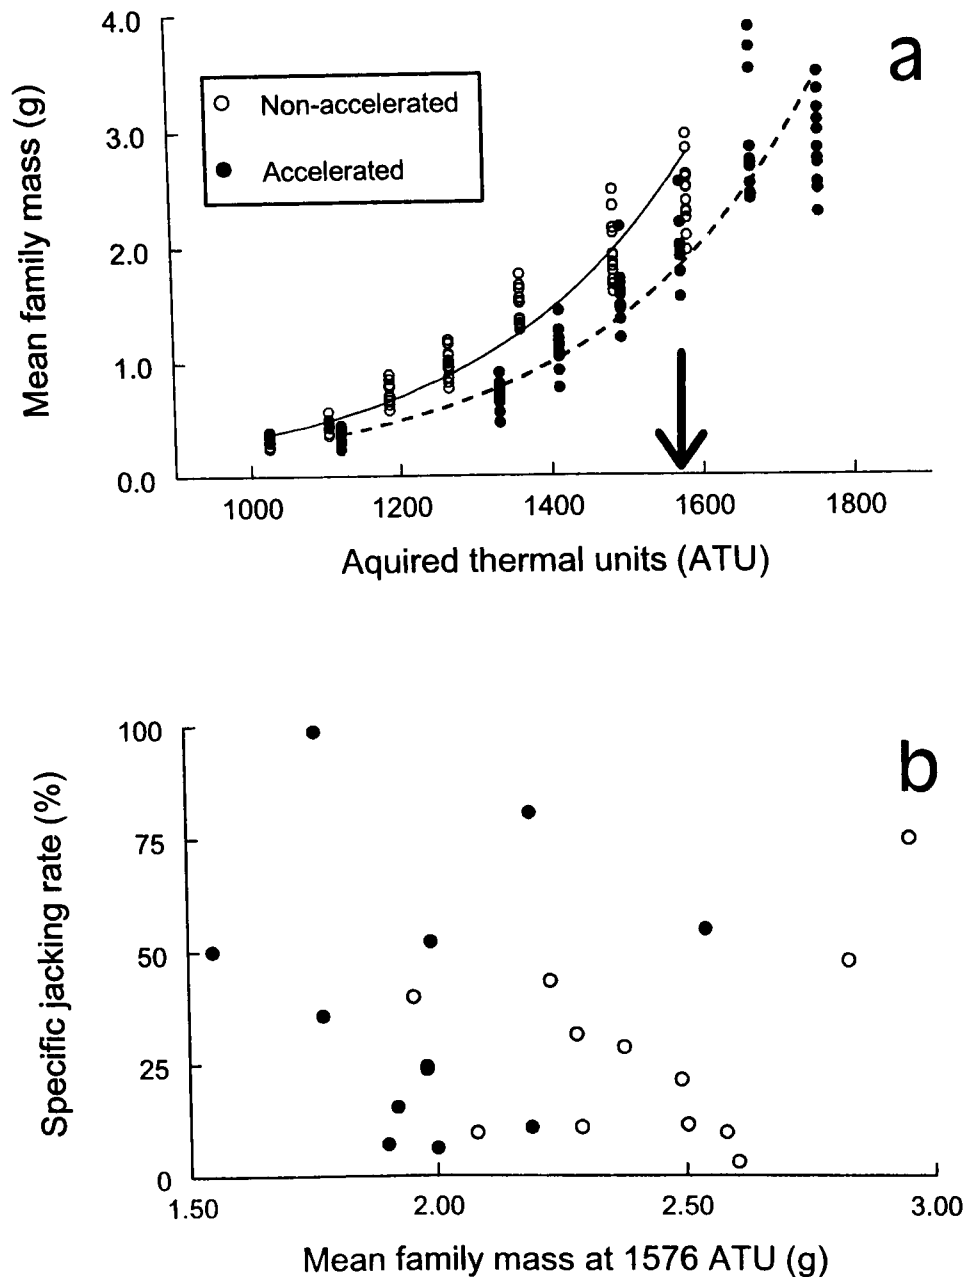 4.0
a
Non-accelerated
Accelerated
3.0
2.0
1.0
0.0
Mean family mass (g)
1000 1200 1400 1600 1800
Aquired thermal units (ATU)
100
b
75
50
25
0
Specific jacking rate (%)
1.50 2.00 2.50 3.00
Mean family mass at 1576 ATU (g)